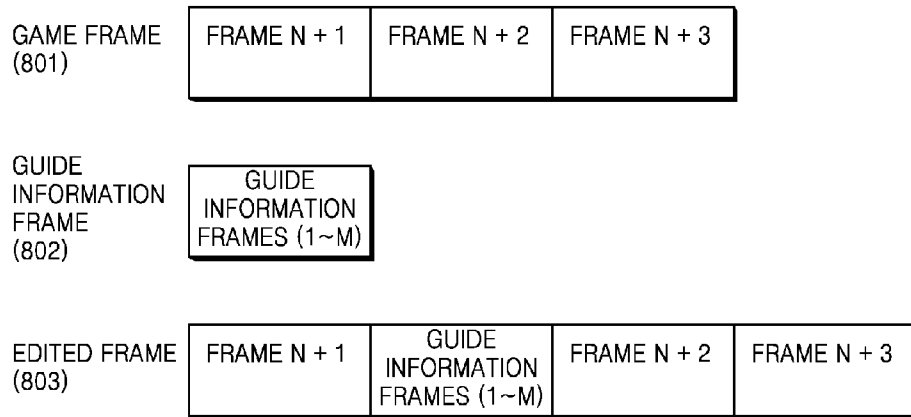 GAME FRAME
(801)
FRAME N + 1
FRAME N + 2
FRAME N + 3
GUIDE
INFORMATION
FRAME
(802)
GUIDE
INFORMATION
FRAMES (1~M)
EDITED FRAME
(803)
FRAME N + 1
GUIDE
INFORMATION
FRAMES (1~M)
FRAME N + 2
FRAME N + 3